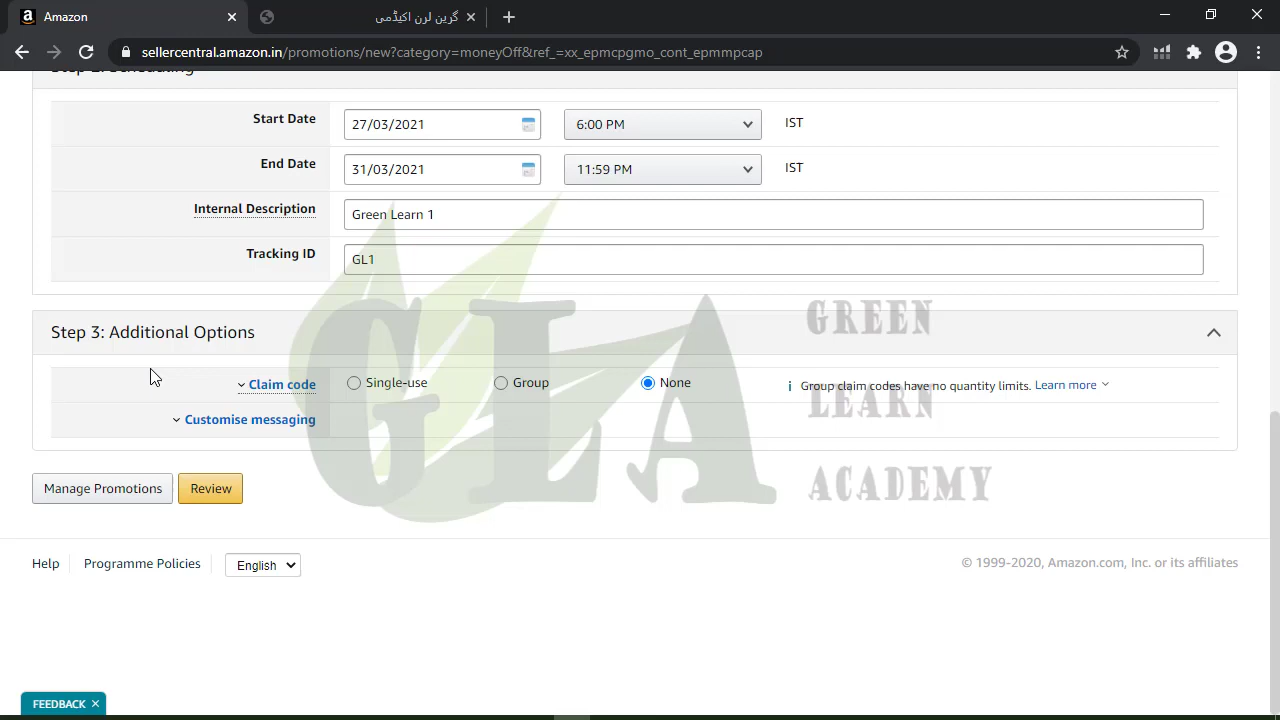 Amazon
گرین لرن اکیڈمی
sellercentral.amazon.in/promotions/new?category=moneyOff&ref_=xx_epmcpgmo_cont_epmmpcap
Scheduling
Start Date 27/03/2021 6:00 PM IST
End Date 31/03/2021 11:59 PM IST
Internal Description Green Learn 1
Tracking ID GL1
GLA
GREEN
LEARN
ACADEMY
Step 3: Additional Options
Claim code Single-use Group None i Group claim codes have no quantity limits. Learn more
Customise messaging
Manage Promotions Review
Help Programme Policies English © 1999-2020, Amazon.com, Inc. or its affiliates
FEEDBACK ×